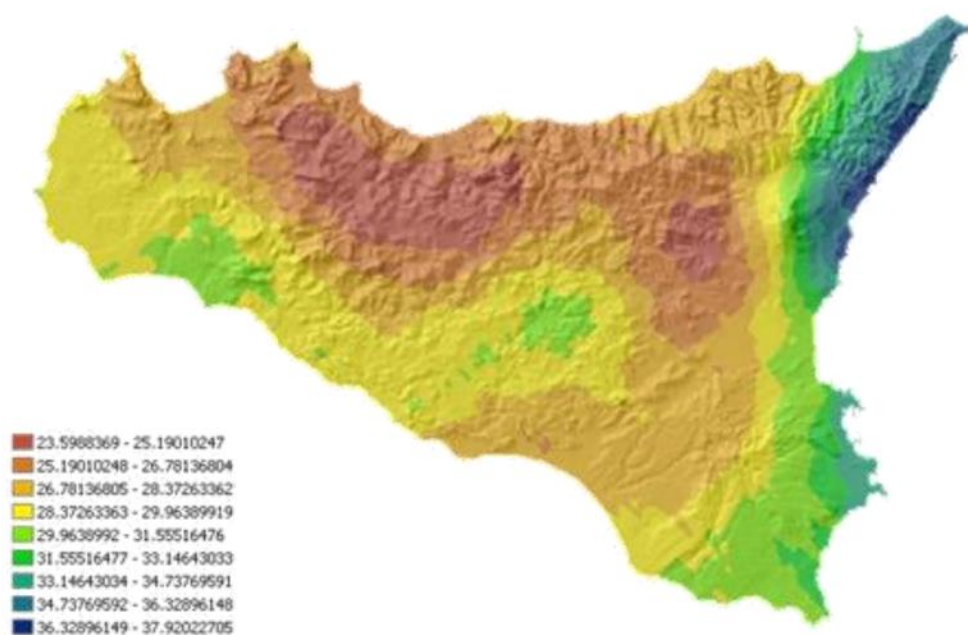 23.5988369 - 25.19010247
25.19010248 - 26.78136804
26.78136805 - 28.37263362
28.37263363 - 29.96389919
29.9638992 - 31.55516476
31.55516477 - 33.14643033
33.14643034 - 34.73769591
34.73769592 - 36.32896148
36.32896149 - 37.92022705